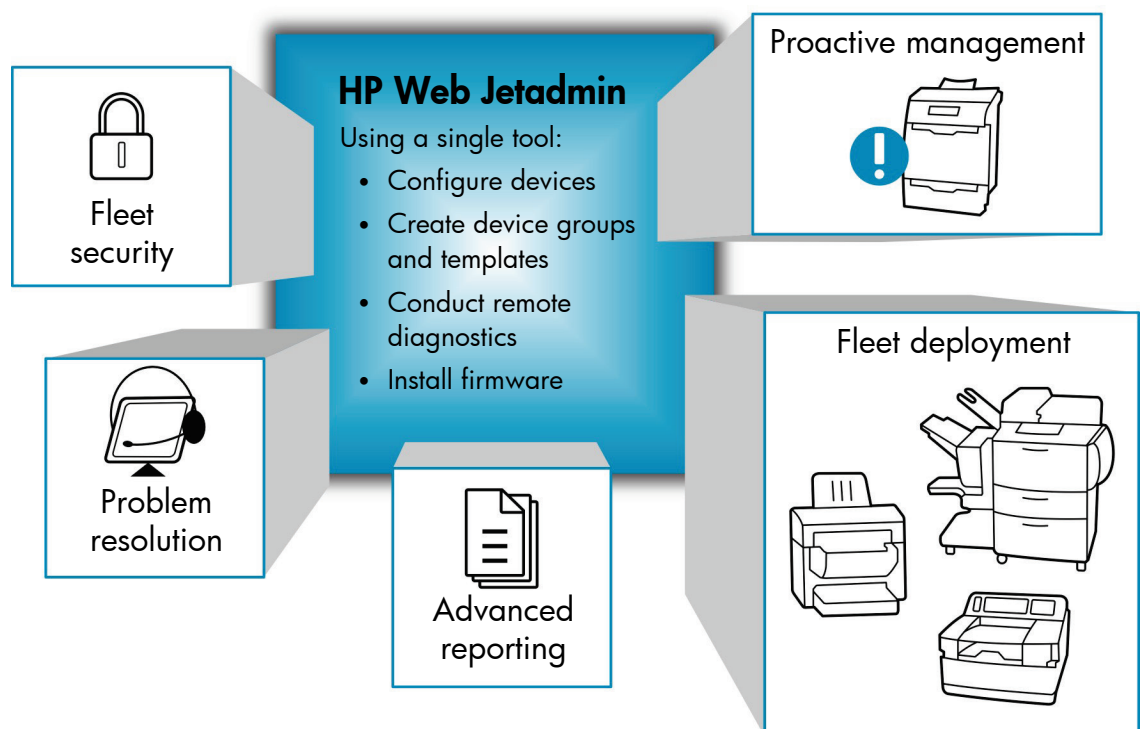 HP Web Jetadmin
Using a single tool:
• Configure devices
• Create device groups
and templates
• Conduct remote
diagnostics
• Install firmware
Fleet
security
Proactive management
Problem
resolution
Advanced
reporting
Fleet deployment